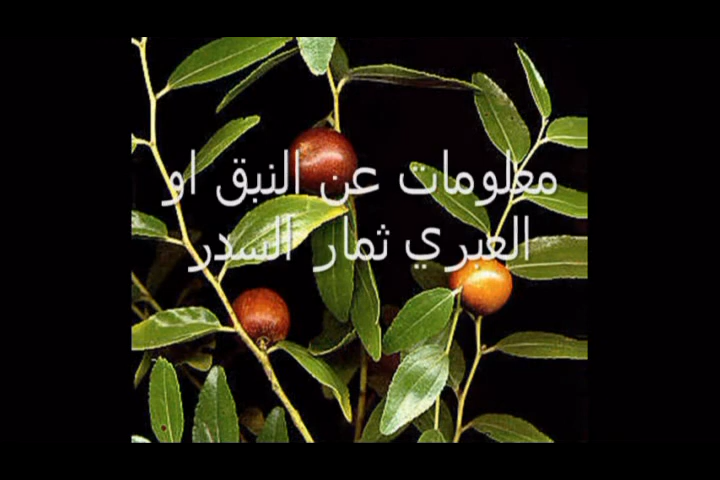 معلومات عن النبق او
العبري ثمار السدر